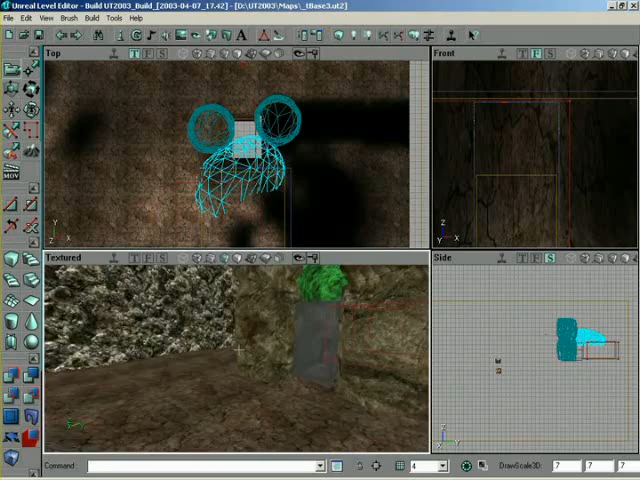 Unreal Level Editor - Build UT2003_Build_[2003-04-07_17.42] - [D:\UT2003\Maps\_tBase3.ut2]
File Edit View Brush Build Tools Help
Top T F S
Front T F S
MOV
Y
Z X
Z
Y X
Textured T F S
Side T F S
Z
X Y
Command
4
DrawScale3D: .7 .7 .7